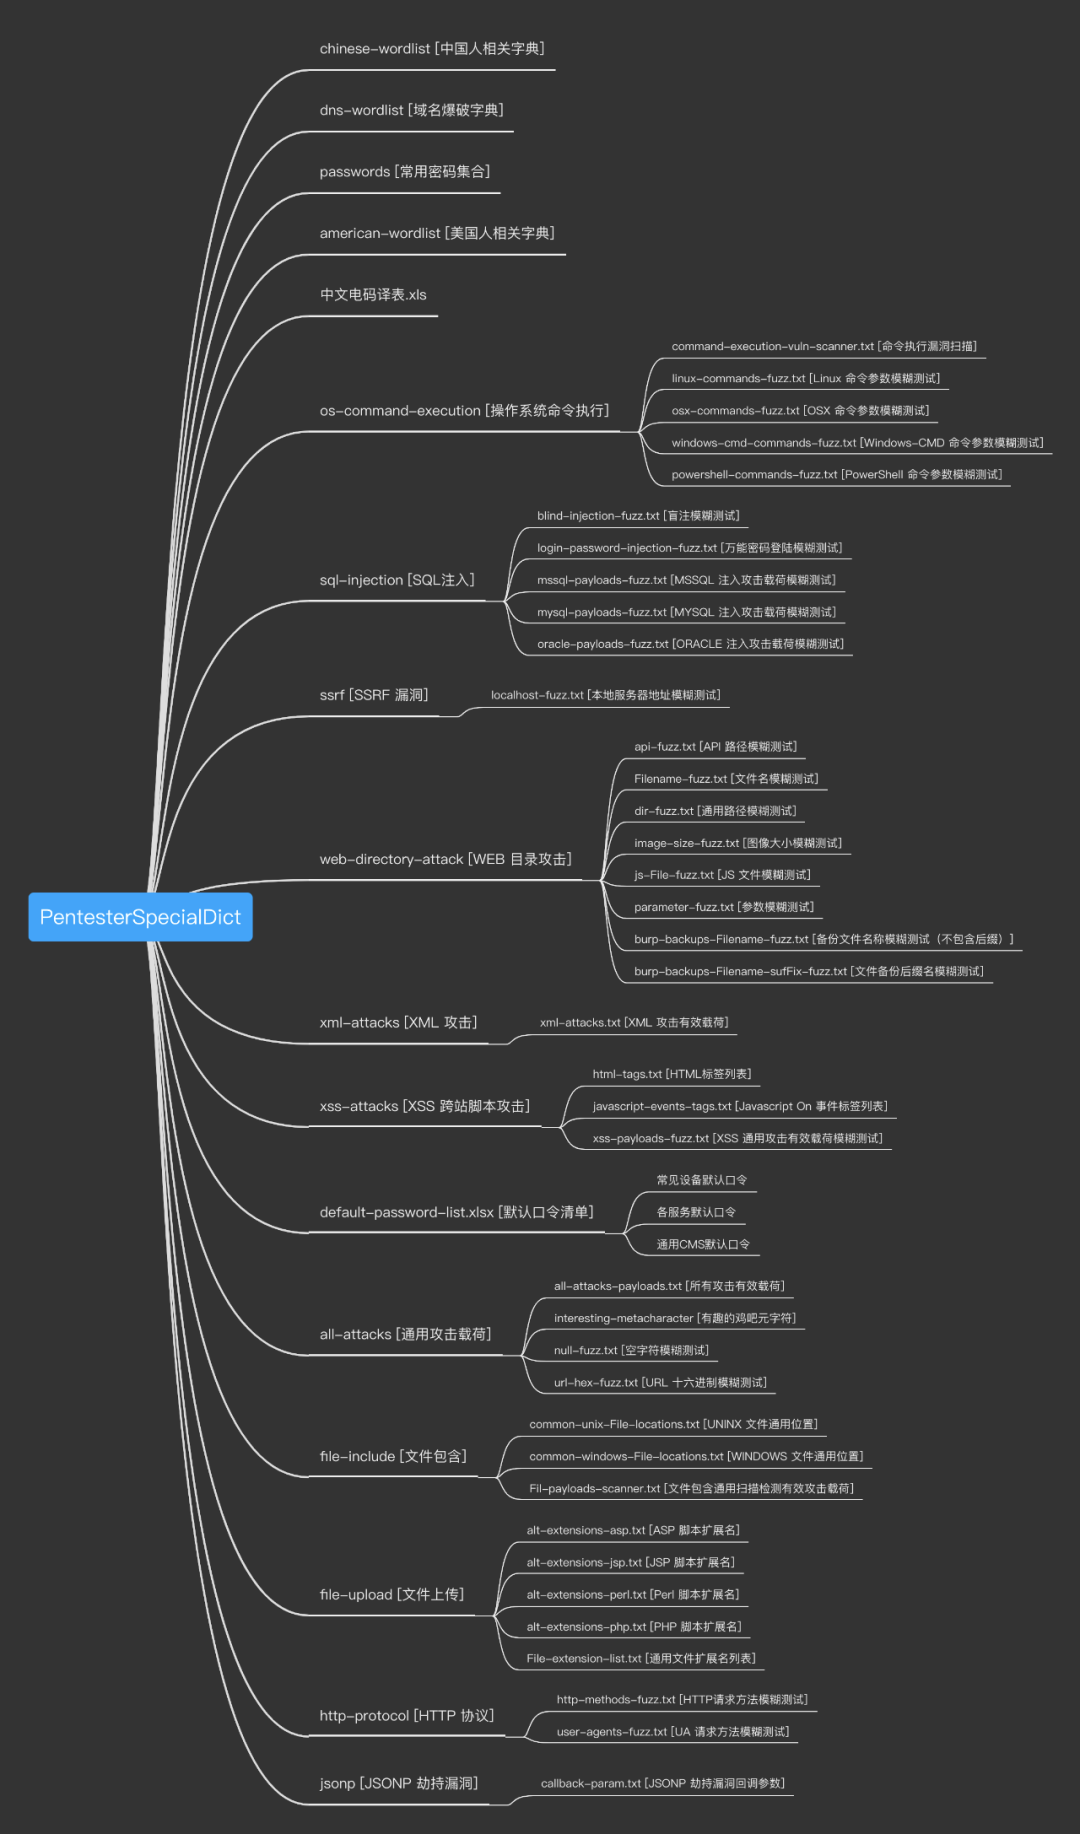 PentesterSpecialDict
chinese-wordlist [中国人相关字典]
dns-wordlist [域名爆破字典]
passwords [常用密码集合]
american-wordlist [美国人相关字典]
中文电码译表.xls
os-command-execution [操作系统命令执行]
command-execution-vuln-scanner.txt [命令执行漏洞扫描]
linux-commands-fuzz.txt [Linux 命令参数模糊测试]
osx-commands-fuzz.txt [OSX 命令参数模糊测试]
windows-cmd-commands-fuzz.txt [Windows-CMD 命令参数模糊测试]
powershell-commands-fuzz.txt [PowerShell 命令参数模糊测试]
sql-injection [SQL注入]
blind-injection-fuzz.txt [盲注模糊测试]
login-password-injection-fuzz.txt [万能密码登陆模糊测试]
mssql-payloads-fuzz.txt [MSSQL 注入攻击载荷模糊测试]
mysql-payloads-fuzz.txt [MYSQL 注入攻击载荷模糊测试]
oracle-payloads-fuzz.txt [ORACLE 注入攻击载荷模糊测试]
ssrf [SSRF 漏洞]
localhost-fuzz.txt [本地服务器地址模糊测试]
web-directory-attack [WEB 目录攻击]
api-fuzz.txt [API 路径模糊测试]
Filename-fuzz.txt [文件名模糊测试]
dir-fuzz.txt [通用路径模糊测试]
image-size-fuzz.txt [图像大小模糊测试]
js-File-fuzz.txt [JS 文件模糊测试]
parameter-fuzz.txt [参数模糊测试]
burp-backups-Filename-fuzz.txt [备份文件名称模糊测试（不包含后缀）]
burp-backups-Filename-sufFix-fuzz.txt [文件备份后缀名模糊测试]
xml-attacks [XML 攻击]
xml-attacks.txt [XML 攻击有效载荷]
xss-attacks [XSS 跨站脚本攻击]
html-tags.txt [HTML标签列表]
javascript-events-tags.txt [Javascript On 事件标签列表]
xss-payloads-fuzz.txt [XSS 通用攻击有效载荷模糊测试]
default-password-list.xlsx [默认口令清单]
常见设备默认口令
各服务默认口令
通用CMS默认口令
all-attacks [通用攻击载荷]
all-attacks-payloads.txt [所有攻击有效载荷]
interesting-metacharacter [有趣的鸡吧元字符]
null-fuzz.txt [空字符模糊测试]
url-hex-fuzz.txt [URL 十六进制模糊测试]
file-include [文件包含]
common-unix-File-locations.txt [UNINX 文件通用位置]
common-windows-File-locations.txt [WINDOWS 文件通用位置]
Fil-payloads-scanner.txt [文件包含通用扫描检测有效攻击载荷]
file-upload [文件上传]
alt-extensions-asp.txt [ASP 脚本扩展名]
alt-extensions-jsp.txt [JSP 脚本扩展名]
alt-extensions-perl.txt [Perl 脚本扩展名]
alt-extensions-php.txt [PHP 脚本扩展名]
File-extension-list.txt [通用文件扩展名列表]
http-protocol [HTTP 协议]
http-methods-fuzz.txt [HTTP请求方法模糊测试]
user-agents-fuzz.txt [UA 请求方法模糊测试]
jsonp [JSONP 劫持漏洞]
callback-param.txt [JSONP 劫持漏洞回调参数]